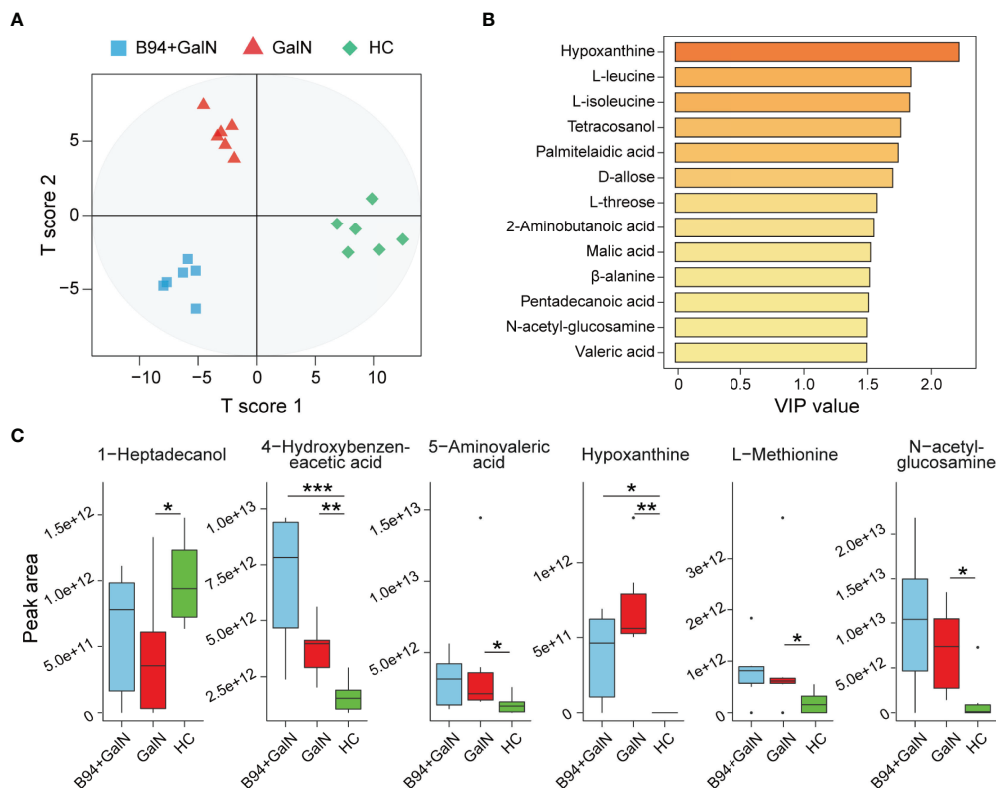 A
B94+GalN GalN HC
T score 2
5
0
−5
−10 −5 0 5 10
T score 1
B
Hypoxanthine
L-leucine
L-isoleucine
Tetracosanol
Palmitelaidic acid
D-allose
L-threose
2-Aminobutanoic acid
Malic acid
β-alanine
Pentadecanoic acid
N-acetyl-glucosamine
Valeric acid
0 0.5 1.0 1.5 2.0
VIP value
C
Peak area
1−Heptadecanol
*
1.5e+12
1.0e+12
5.0e+11
0
B94+GalN GalN HC
4−Hydroxybenzen-
eacetic acid
***
**
1.0e+13
7.5e+12
5.0e+12
2.5e+12
B94+GalN GalN HC
5−Aminovaleric
acid
*
1.5e+13
1.0e+13
5.0e+12
0
B94+GalN GalN HC
Hypoxanthine
*
**
1e+12
5e+11
0
B94+GalN GalN HC
L−Methionine
*
3e+12
2e+12
1e+12
0
B94+GalN GalN HC
N−acetyl-
glucosamine
*
2.0e+13
1.5e+13
1.0e+13
5.0e+12
0
B94+GalN GalN HC